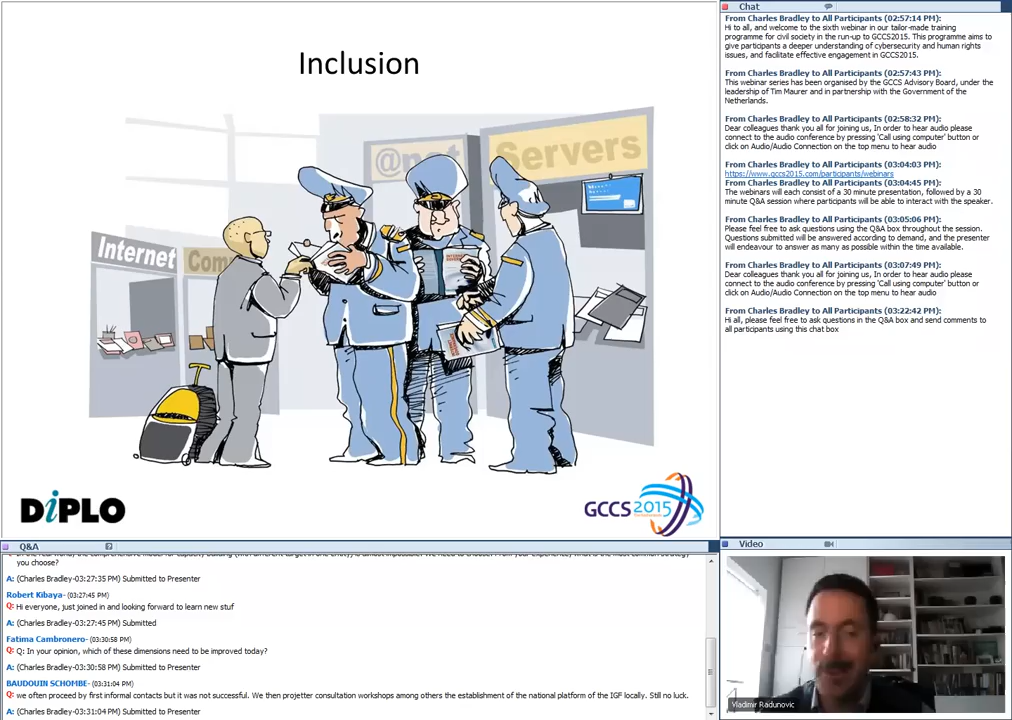 Inclusion
@net
Servers
Internet
Com
DiPLO
GCCS 2015
Chat
From Charles Bradley to All Participants (02:57:14 PM):
Hi to all, and welcome to the sixth webinar in our tailor-made training
programme for civil society in the run-up to GCCS2015. This programme aims to
give participants a deeper understanding of cybersecurity and human rights
issues, and facilitate effective engagement in GCCS2015.
From Charles Bradley to All Participants (02:57:43 PM):
This webinar series has been organised by the GCCS Advisory Board, under the
leadership of Tim Maurer and in partnership with the Government of the
Netherlands.
From Charles Bradley to All Participants (02:58:32 PM):
Dear colleagues thank you all for joining us, In order to hear audio please
connect to the audio conference by pressing 'Call using computer' button or
click on Audio/Audio Connection on the top menu to hear audio
From Charles Bradley to All Participants (03:04:03 PM):
https://www.gccs2015.com/participants/webinars
From Charles Bradley to All Participants (03:04:45 PM):
The webinars will each consist of a 30 minute presentation, followed by a 30
minute Q&A session where participants will be able to interact with the speaker.
From Charles Bradley to All Participants (03:05:06 PM):
Please feel free to ask questions using the Q&A box throughout the session.
Questions submitted will be answered according to demand, and the presenter
will endeavour to answer as many as possible within the time available.
From Charles Bradley to All Participants (03:07:49 PM):
Dear colleagues thank you all for joining us, In order to hear audio please
connect to the audio conference by pressing 'Call using computer' button or
click on Audio/Audio Connection on the top menu to hear audio
From Charles Bradley to All Participants (03:22:42 PM):
Hi all, please feel free to ask questions in the Q&A box and send comments to
all participants using this chat box
Q&A
you choose?
A: (Charles Bradley-03:27:35 PM) Submitted to Presenter
Robert Kibaya- (03:27:45 PM)
Q: Hi everyone, just joined in and looking forward to learn new stuf
A: (Charles Bradley-03:27:45 PM) Submitted
Fatima Cambronero- (03:30:58 PM)
Q: Q: In your opinion, which of these dimensions need to be improved today?
A: (Charles Bradley-03:30:58 PM) Submitted to Presenter
BAUDOUIN SCHOMBE- (03:31:04 PM)
Q: we often proceed by first informal contacts but it was not successful. We then projetter consultation workshops among others the establishment of the national platform of the IGF locally. Still no luck.
A: (Charles Bradley-03:31:04 PM) Submitted to Presenter
Video
Vladimir Radunovic